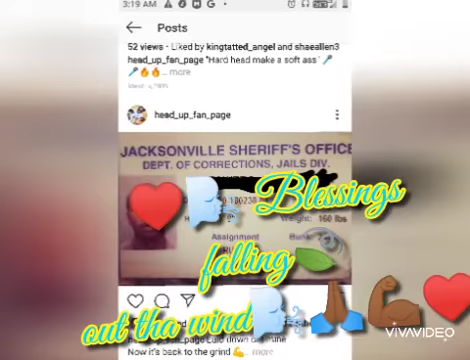 3:19 AM
Posts
52 views · Liked by kingtatted_angel and shaeallen3
head_up_fan_page "Hard head make a soft ass"🎤
🎤🔥🔥... more
head_up_fan_page
JACKSONVILLE SHERIFF'S OFFICE
DEPT. OF CORRECTIONS, JAILS DIV.
Blessings
Weight: 160 lbs
Assignment
falling
out tha wind
Now it's back to the grind 💪... more
VIVAVIDEO